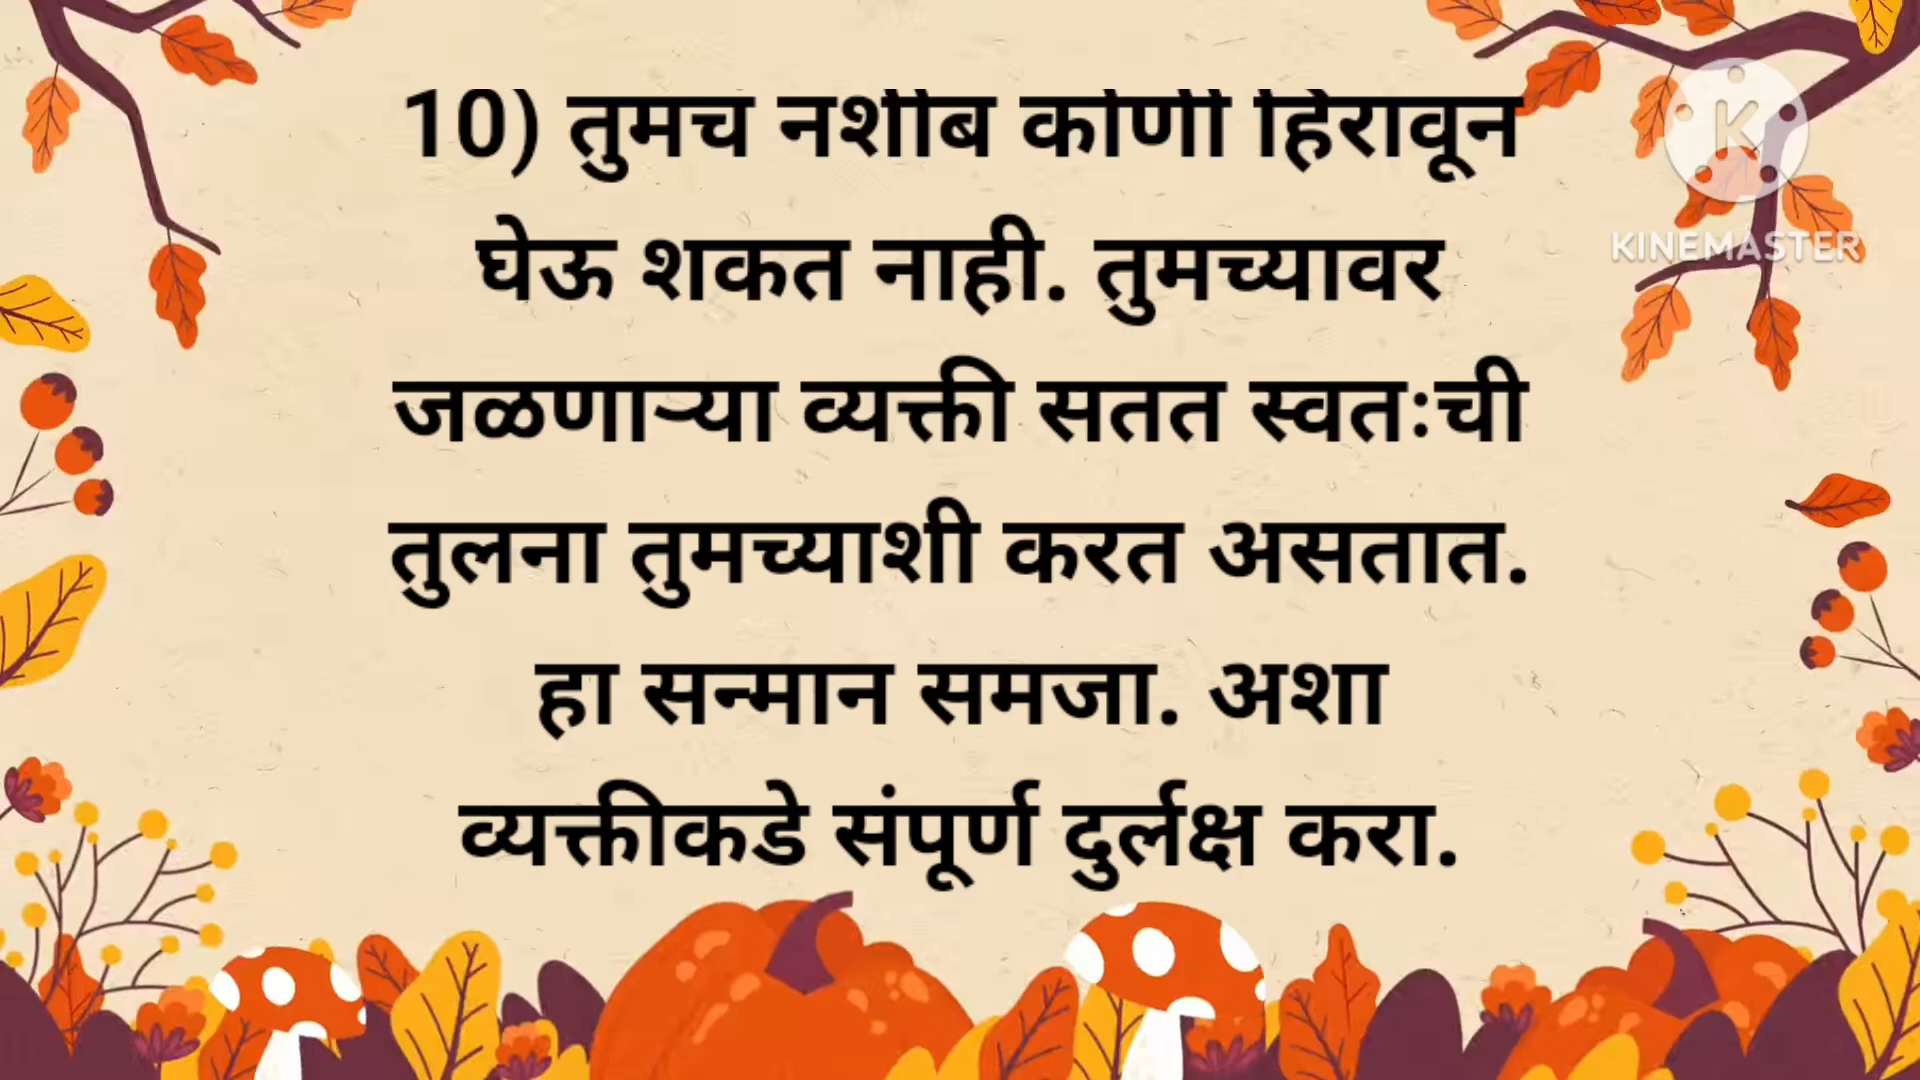 10) तुमचं नशीब कोणी हिरावून
घेऊ शकत नाही. तुमच्यावर
जळणाऱ्या व्यक्ती सतत स्वतःची
तुलना तुमच्याशी करत असतात.
हा सन्मान समजा. अशा
व्यक्तीकडे संपूर्ण दुर्लक्ष करा.
K
KINEMASTER